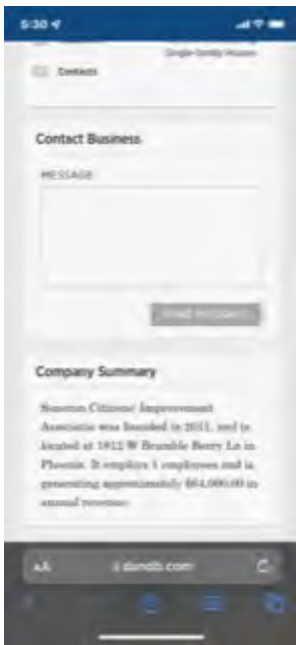 5:30
Single-family Houses
Contacts
Contact Business
MESSAGE
Company Summary
Sonoran Citizens' Improvement
Associatio was founded in 2011, and is
located at 1812 W Bramble Berry Ln in
Phoenix. It employs 1 employees and is
generating approximately $64,000.00 in
annual revenue.
AA
dandb.com